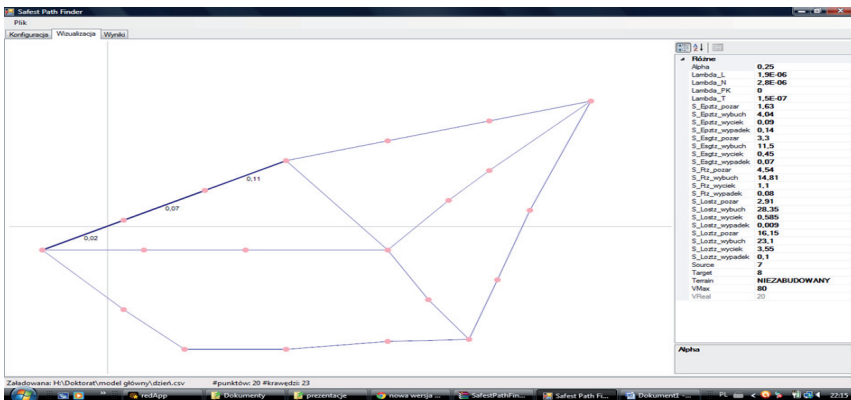 Safest Path Finder
Plik
Konfiguracja Wizualizacja Wyniki
Różne
Alpha 0,25
Lambda_L 1,9E-06
Lambda_N 2,8E-06
Lambda_PK 0
Lambda_T 1,5E-07
S_Epztz_pozar 1,63
S_Epztz_wybuch 4,04
S_Epztz_wyciek 0,09
S_Epztz_wypadek 0,14
S_Esgtz_pozar 3,3
S_Esgtz_wybuch 11,5
S_Esgtz_wyciek 0,45
S_Esgtz_wypadek 0,07
S_Rz_pozar 4,54
S_Rz_wybuch 14,81
S_Rz_wyciek 1,1
S_Rz_wypadek 0,08
S_Lostz_pozar 2,91
S_Lostz_wybuch 28,35
S_Lostz_wyciek 0,585
S_Lostz_wypadek 0,009
S_Loztz_pozar 16,15
S_Loztz_wybuch 23,1
S_Loztz_wyciek 3,55
S_Loztz_wypadek 0,1
Source 7
Target 8
Terrain NIEZABUDOWANY
VMax 80
VReal 20
0,11
0,07
0,02
Alpha
Załadowana: H:\Doktorat\model główny\dzień.csv #punktów: 20 #krawędzi: 23
redApp Dokumenty prezentacje nowa wersja ... SafestPathFin... Safest Path Fi... Dokument1 -... PL 22:15